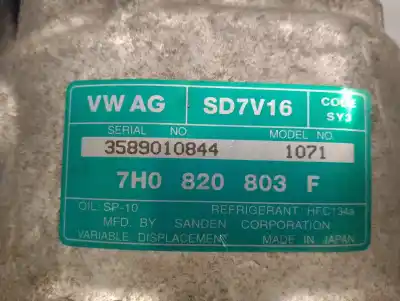 VW AG SD7V16 CODE SY3
SERIAL NO. MODEL NO.
3589010844 1071
7H0 820 803 F
OIL: SP-10 REFRIGERANT: HFC134a
MFD. BY SANDEN CORPORATION
VARIABLE DISPLACEMENT MADE IN JAPAN